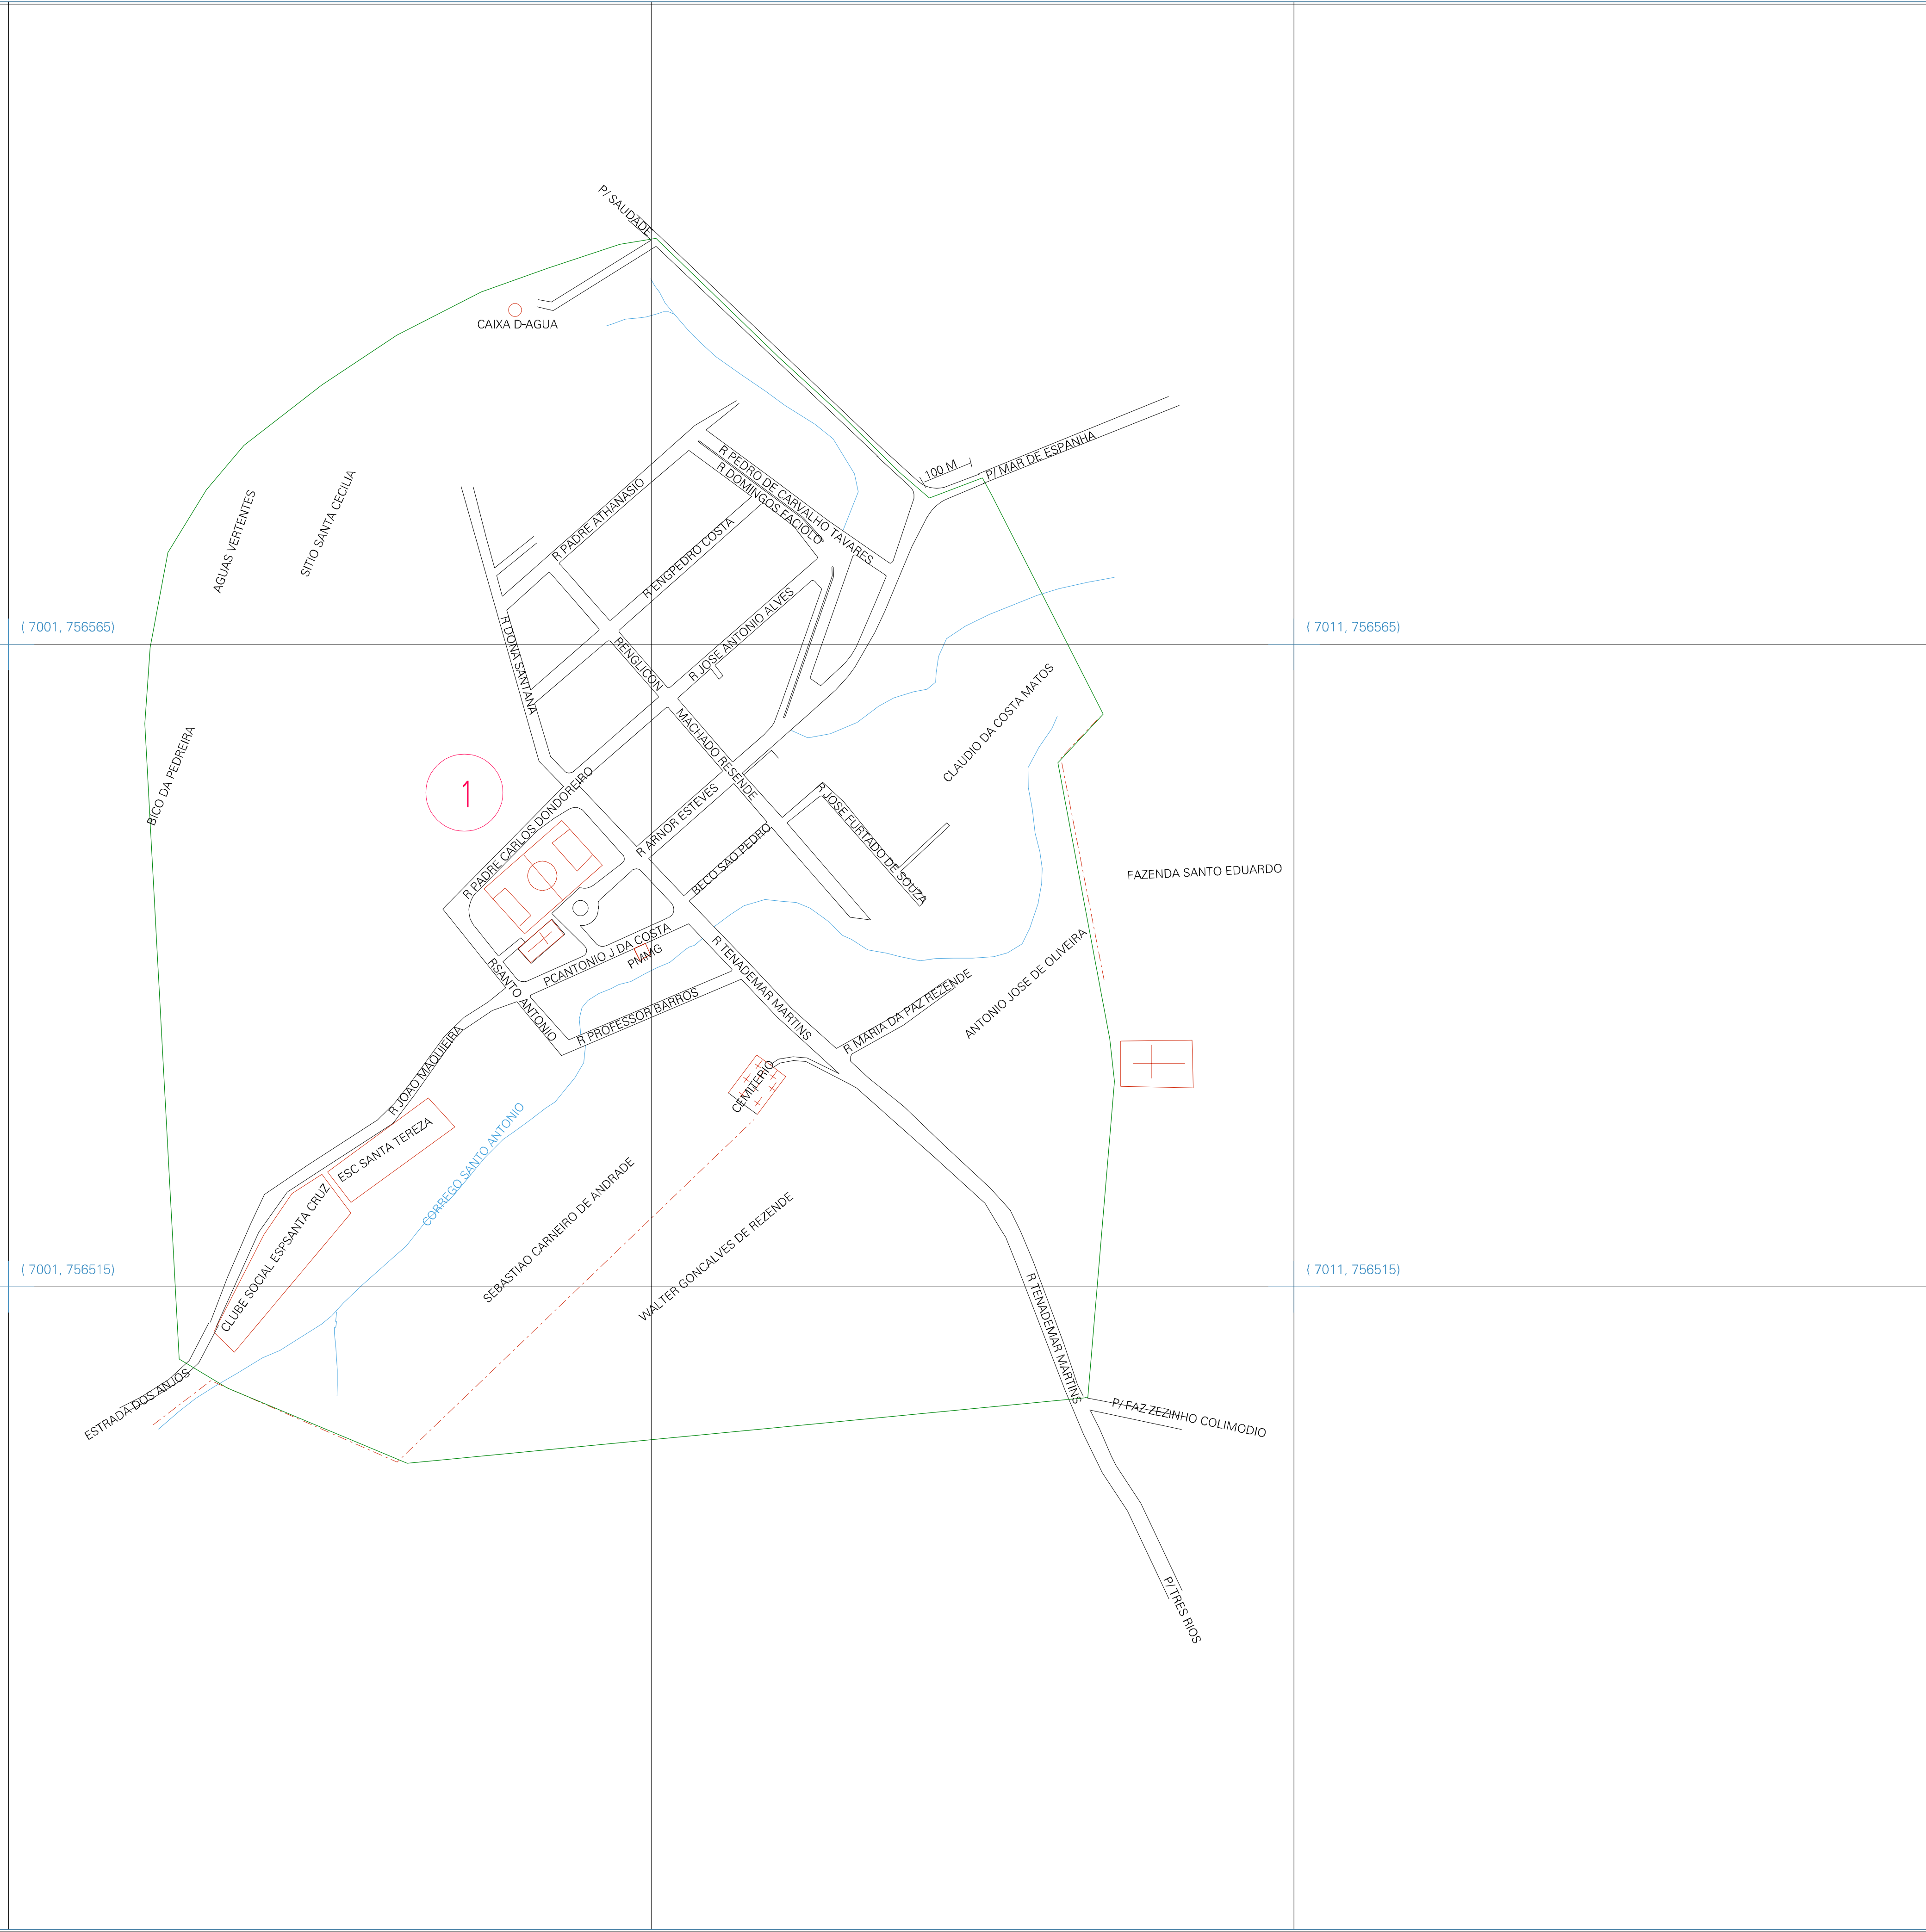 P/ SAUDADE
CAIXA D-AGUA
P/ MAR DE ESPANHA
100 M
R PEDRO DE CARVALHO TAVARES
R DOMINGOS FACIOLO
R PADRE ATHANASIO
R ENGPEDRO COSTA
AGUAS VERTENTES
SITIO SANTA CECILIA
R JOSE ANTONIO ALVES
( 7001, 756565)
( 7011, 756565)
R DONA SANTANA
RENGLICON
MACHADO RESENDE
CLAUDIO DA COSTA MATOS
BICO DA PEDREIRA
1
R PADRE CARLOS DONDOREIRO
R ARNOR ESTEVES
BECO SAO PEDRO
R JOSE FURTADO DE SOUZA
FAZENDA SANTO EDUARDO
PCANTONIO J DA COSTA
PMMG
R TENADEMAR MARTINS
RSANTO ANTONIO
R PROFESSOR BARROS
R MARIA DA PAZ REZENDE
ANTONIO JOSE DE OLIVEIRA
R JOAO MAQUIEIRA
CEMITERIO
ESC SANTA TEREZA
CORREGO SANTO ANTONIO
CLUBE SOCIAL ESPSANTA CRUZ
SEBASTIAO CARNEIRO DE ANDRADE
WALTER GONCALVES DE REZENDE
( 7001, 756515)
( 7011, 756515)
R TENADEMAR MARTINS
ESTRADA DOS ANJOS
P/ FAZ ZEZINHO COLIMODIO
P/ TRES RIOS